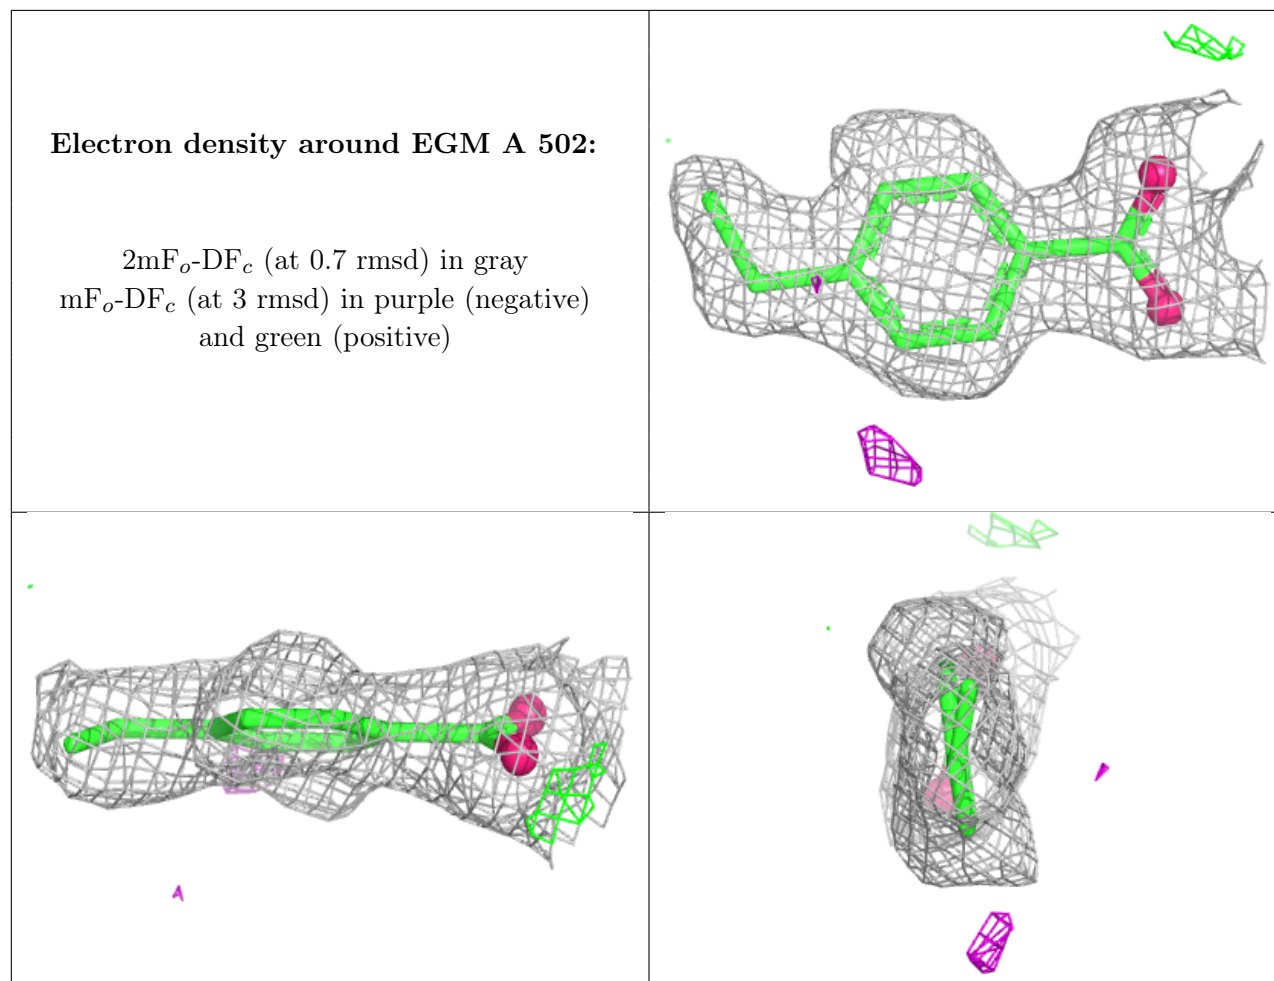 Electron density around EGM A 502:
2mFo-DFc (at 0.7 rmsd) in gray
mFo-DFc (at 3 rmsd) in purple (negative)
and green (positive)